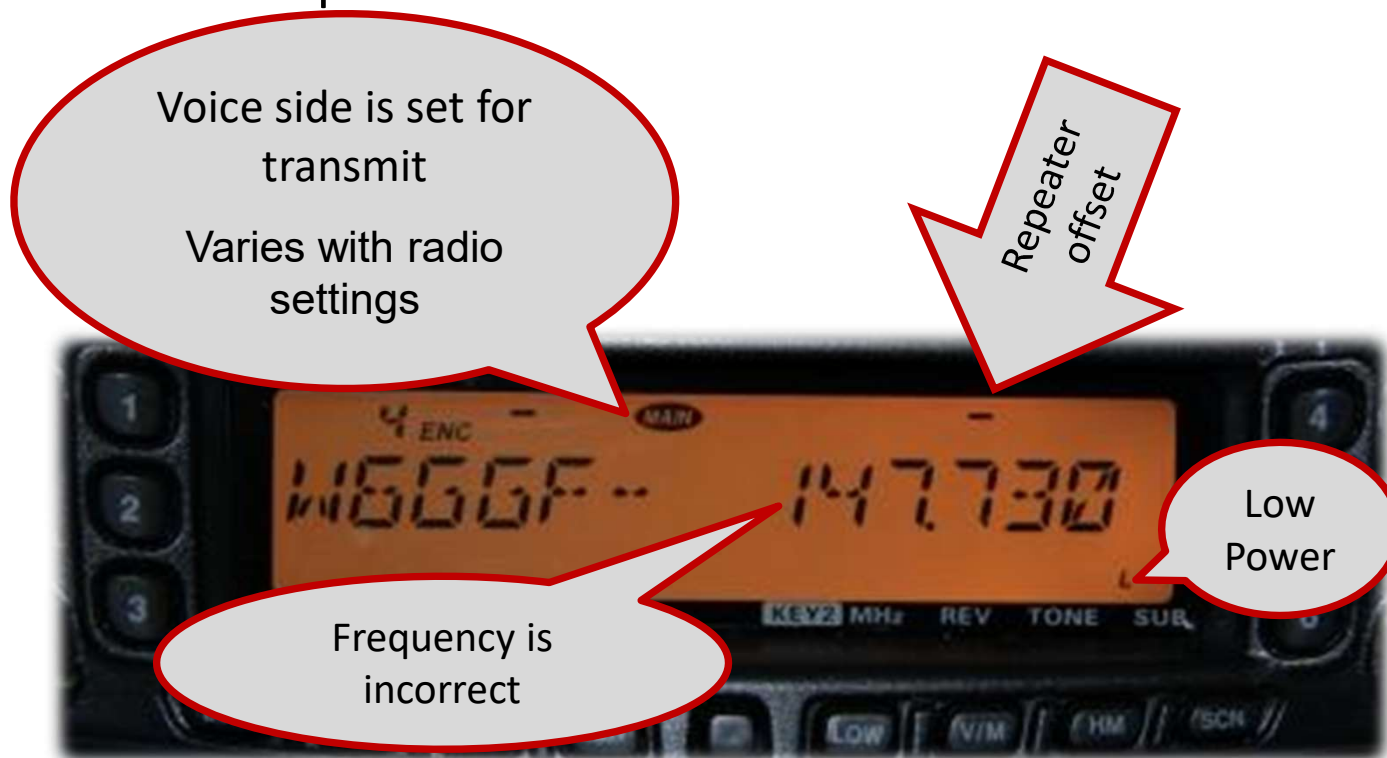 Voice side is set for
transmit
Varies with radio
settings
Repeater
offset
1
4
4 ENC - MAIN -
W6GGF-- 147.730
2
Low
Power
L
3
KEY2 MHz REV TONE SUB
Frequency is
incorrect
LOW V/M HM SCN